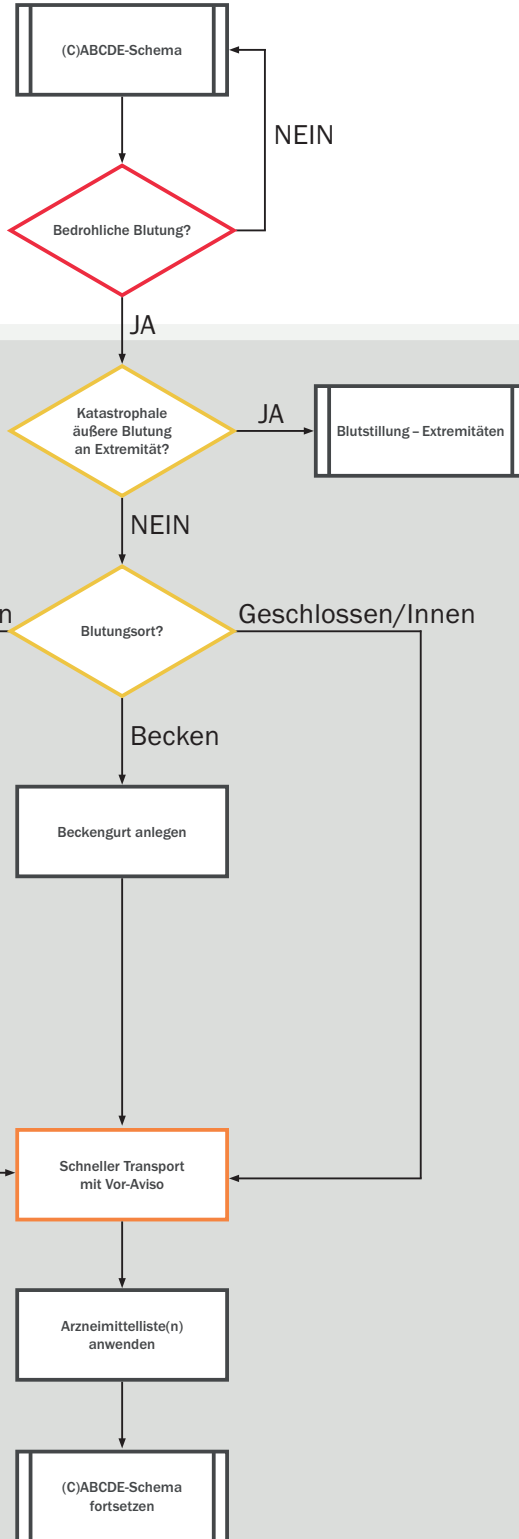 (C)ABCDE-Schema
NEIN
Bedrohliche Blutung?
JA
Katastrophale
äußere Blutung
an Extremität?
JA
Blutstillung – Extremitäten
NEIN
n
Blutungsort?
Geschlossen/Innen
Becken
Beckengurt anlegen
Schneller Transport
mit Vor-Aviso
Arzneimittelliste(n)
anwenden
(C)ABCDE-Schema
fortsetzen